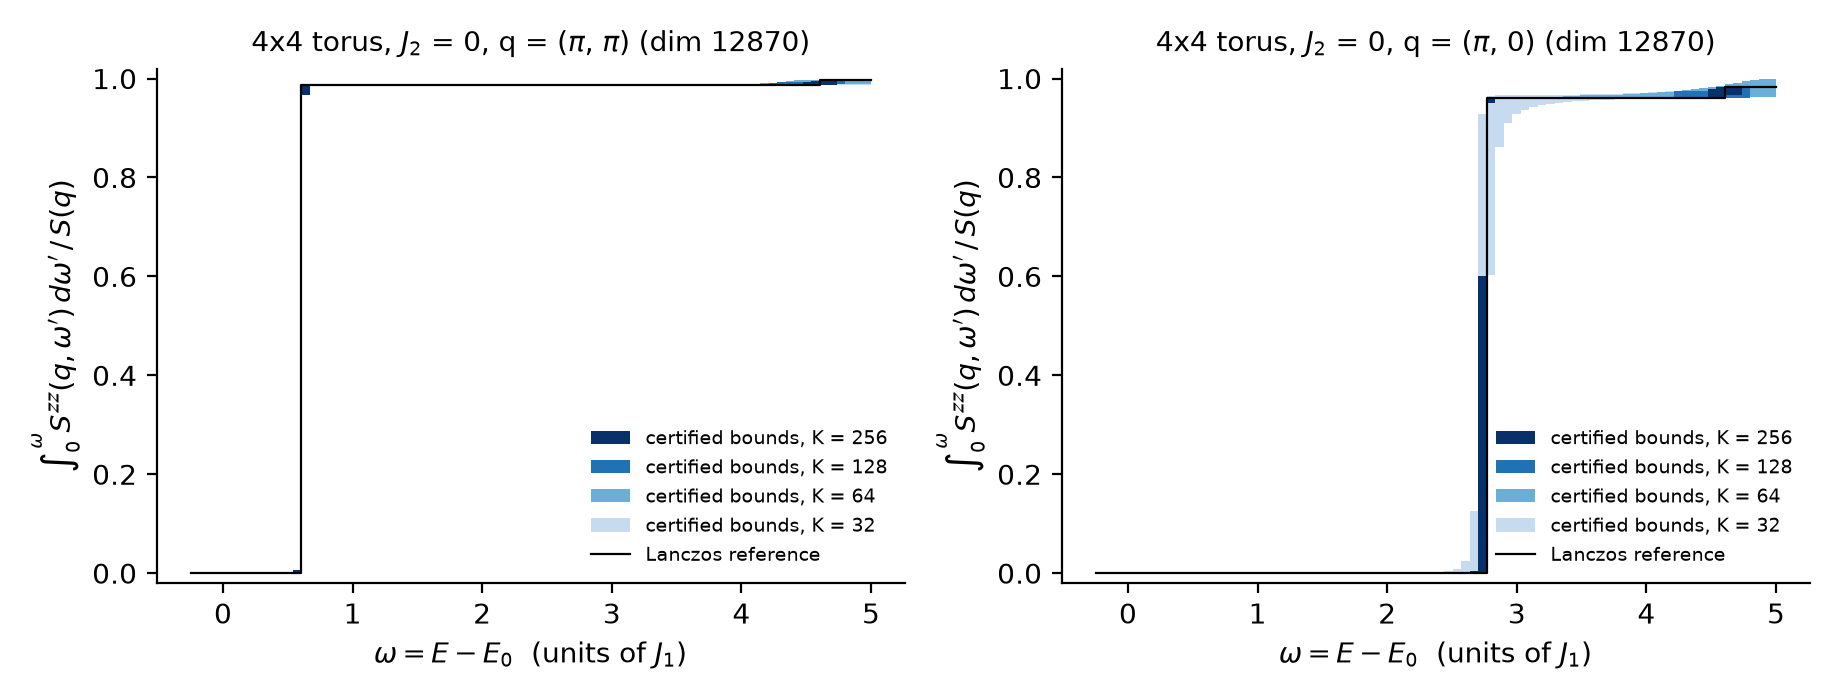 4x4 torus, J₂ = 0, q = (π, π) (dim 12870)
1.0
0.8
0.6
0.4
0.2
0.0
∫₀^ω Sᶻᶻ(q, ω′) dω′ / S(q)
certified bounds, K = 256
certified bounds, K = 128
certified bounds, K = 64
certified bounds, K = 32
Lanczos reference
0 1 2 3 4 5
ω = E − E₀ (units of J₁)
4x4 torus, J₂ = 0, q = (π, 0) (dim 12870)
1.0
0.8
0.6
0.4
0.2
0.0
∫₀^ω Sᶻᶻ(q, ω′) dω′ / S(q)
certified bounds, K = 256
certified bounds, K = 128
certified bounds, K = 64
certified bounds, K = 32
Lanczos reference
0 1 2 3 4 5
ω = E − E₀ (units of J₁)